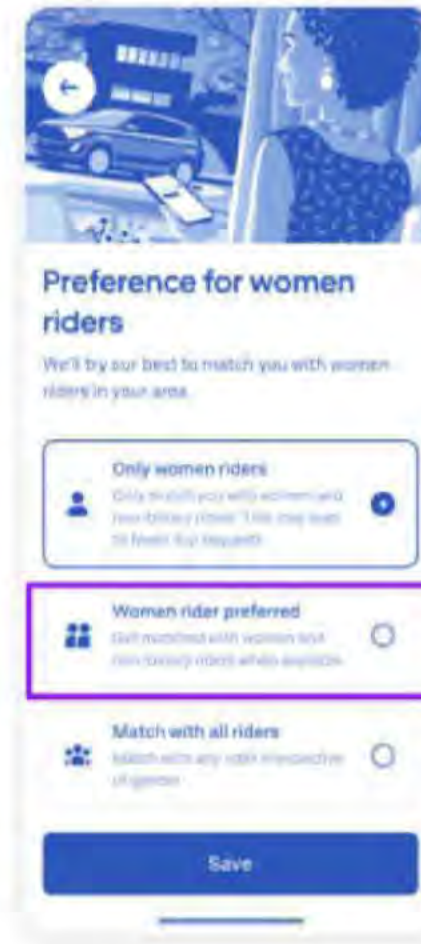 Preference for women
riders
We'll try our best to match you with women
riders in your area.
Only women riders
Only match you with women and
non-binary riders. This may lead
to fewer trip requests
Women rider preferred
Get matched with women and
non-binary riders when available
Match with all riders
Match with any rider irrespective
of gender
Save